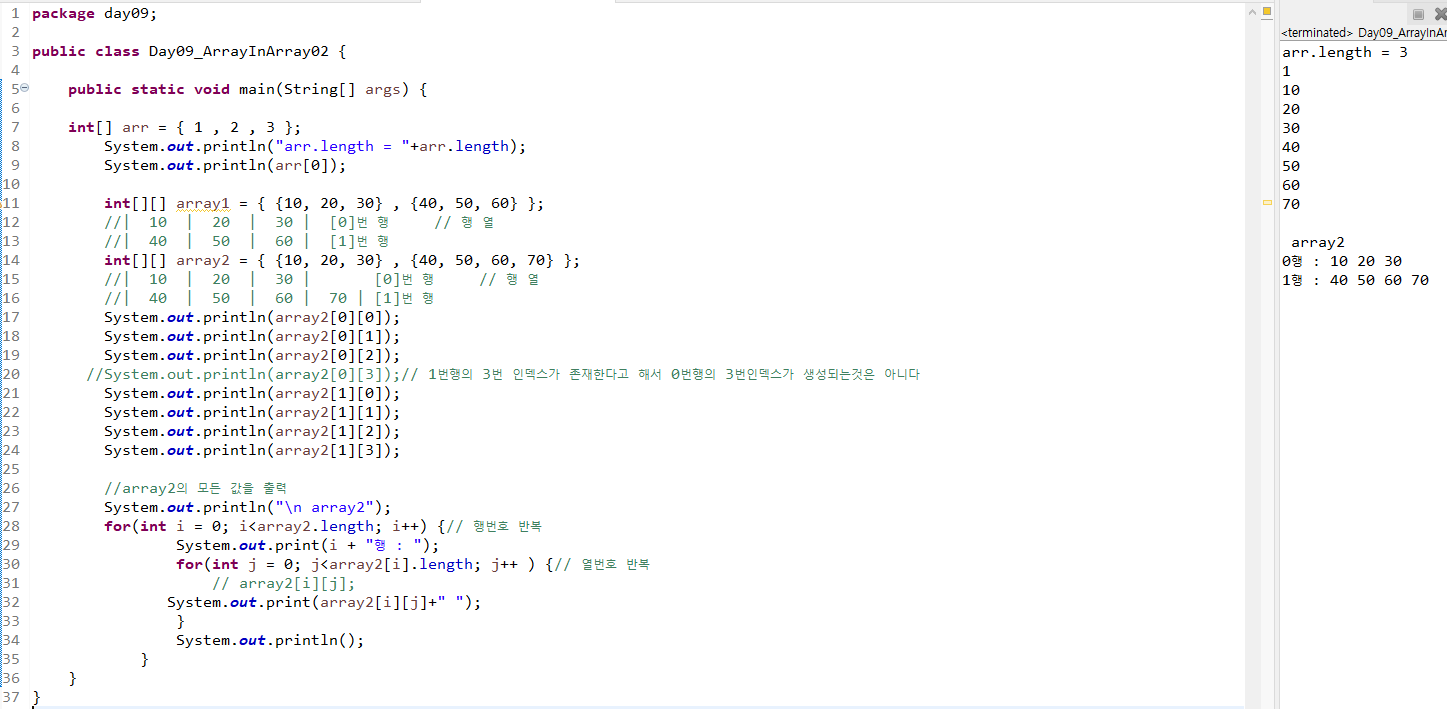 1 package day09;
2
3 public class Day09_ArrayInArray02 {
4
5     public static void main(String[] args) {
6
7     int[] arr = { 1 , 2 , 3 };
8         System.out.println("arr.length = "+arr.length);
9         System.out.println(arr[0]);
10
11         int[][] array1 = { {10, 20, 30} , {40, 50, 60} };
12         //|  10  |  20  |  30 |  [0]번 행     // 행 열
13         //|  40  |  50  |  60 |  [1]번 행
14         int[][] array2 = { {10, 20, 30} , {40, 50, 60, 70} };
15         //|  10  |  20  |  30 |       [0]번 행     // 행 열
16         //|  40  |  50  |  60 |  70 | [1]번 행
17         System.out.println(array2[0][0]);
18         System.out.println(array2[0][1]);
19         System.out.println(array2[0][2]);
20       //System.out.println(array2[0][3]);// 1번행의 3번 인덱스가 존재한다고 해서 0번행의 3번인덱스가 생성되는것은 아니다
21         System.out.println(array2[1][0]);
22         System.out.println(array2[1][1]);
23         System.out.println(array2[1][2]);
24         System.out.println(array2[1][3]);
25
26         //array2의 모든 값을 출력
27         System.out.println("\n array2");
28         for(int i = 0; i<array2.length; i++) {// 행번호 반복
29                 System.out.print(i + "행 : ");
30                 for(int j = 0; j<array2[i].length; j++ ) {// 열번호 반복
31                     // array2[i][j];
32                System.out.print(array2[i][j]+" ");
33                 }
34                 System.out.println();
35             }
36     }
37 }
<terminated> Day09_ArrayInAr
arr.length = 3
1
10
20
30
40
50
60
70

 array2
0행 : 10 20 30
1행 : 40 50 60 70